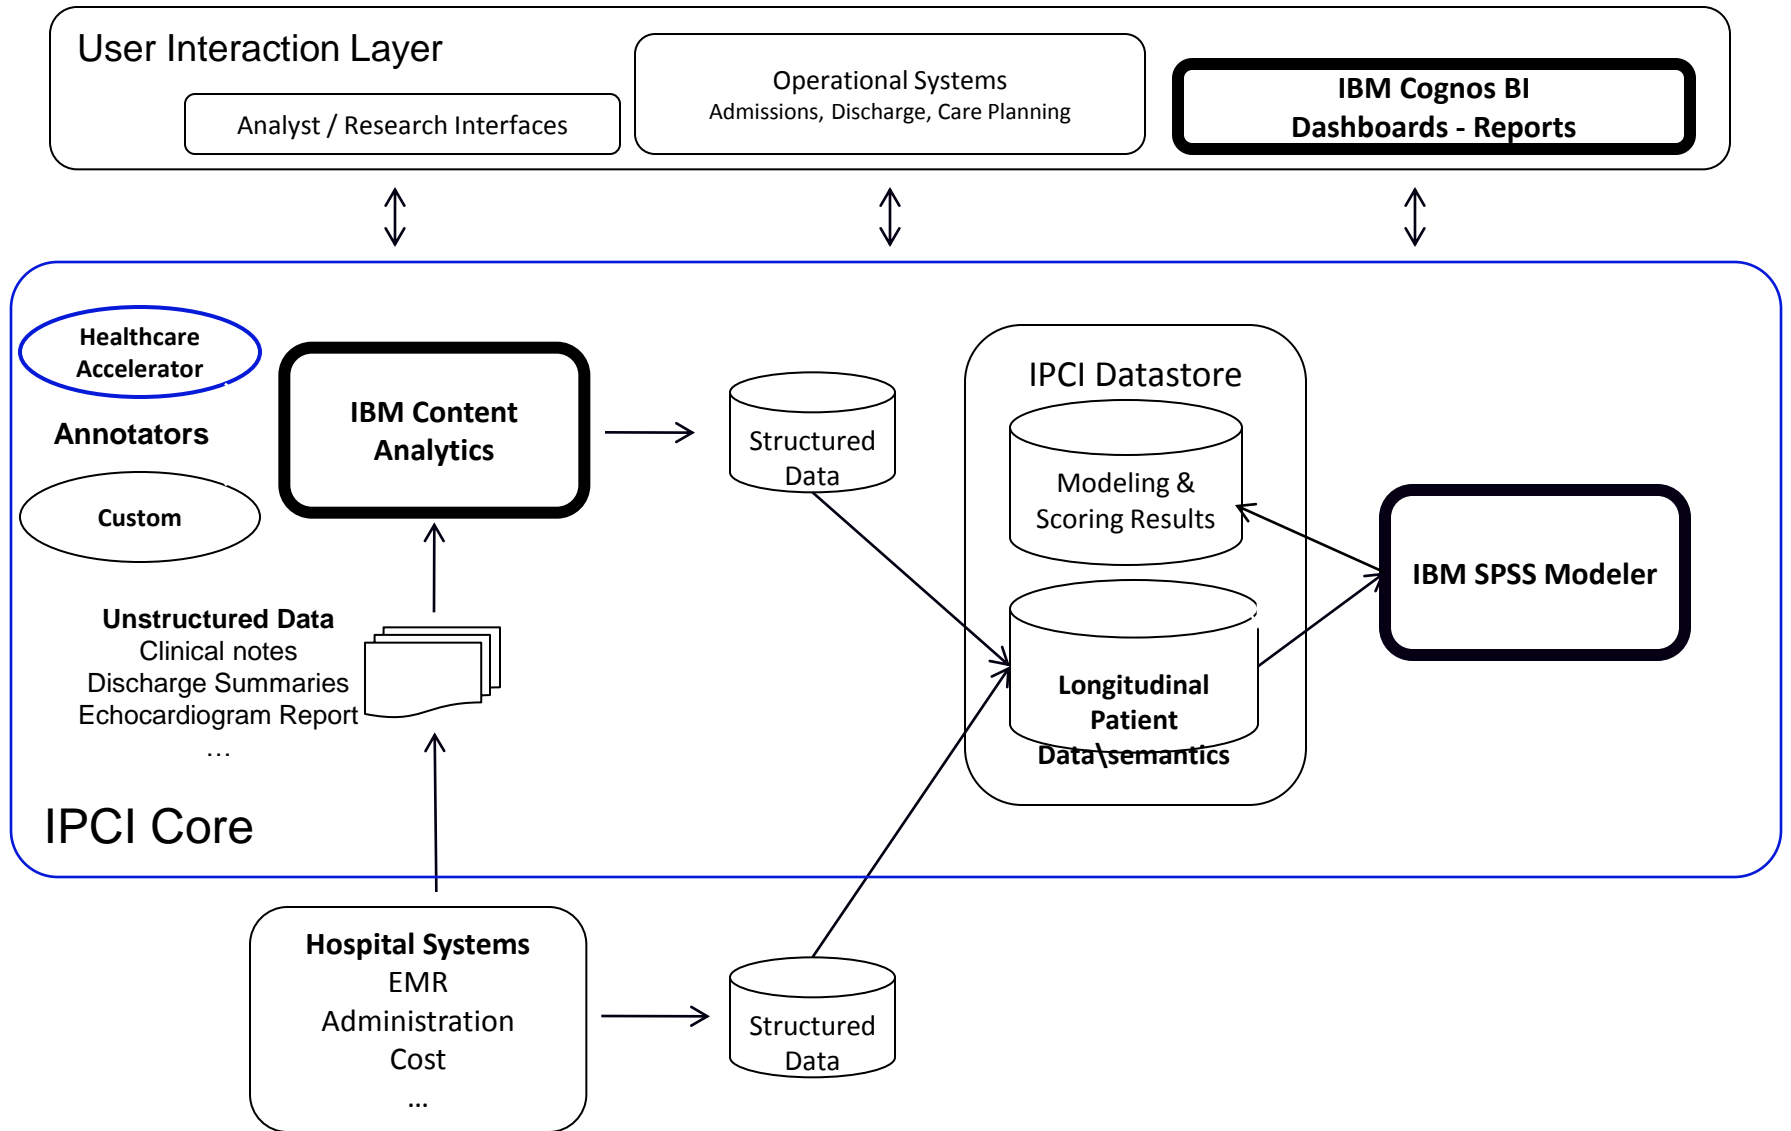 User Interaction Layer
Analyst / Research Interfaces
Operational Systems
Admissions, Discharge, Care Planning
IBM Cognos BI
Dashboards - Reports
Healthcare
Accelerator
Annotators
Custom
IBM Content
Analytics
Structured
Data
IPCI Datastore
Modeling &
Scoring Results
Longitudinal
Patient
Data\semantics
IBM SPSS Modeler
Unstructured Data
Clinical notes
Discharge Summaries
Echocardiogram Report
…
IPCI Core
Hospital Systems
EMR
Administration
Cost
…
Structured
Data